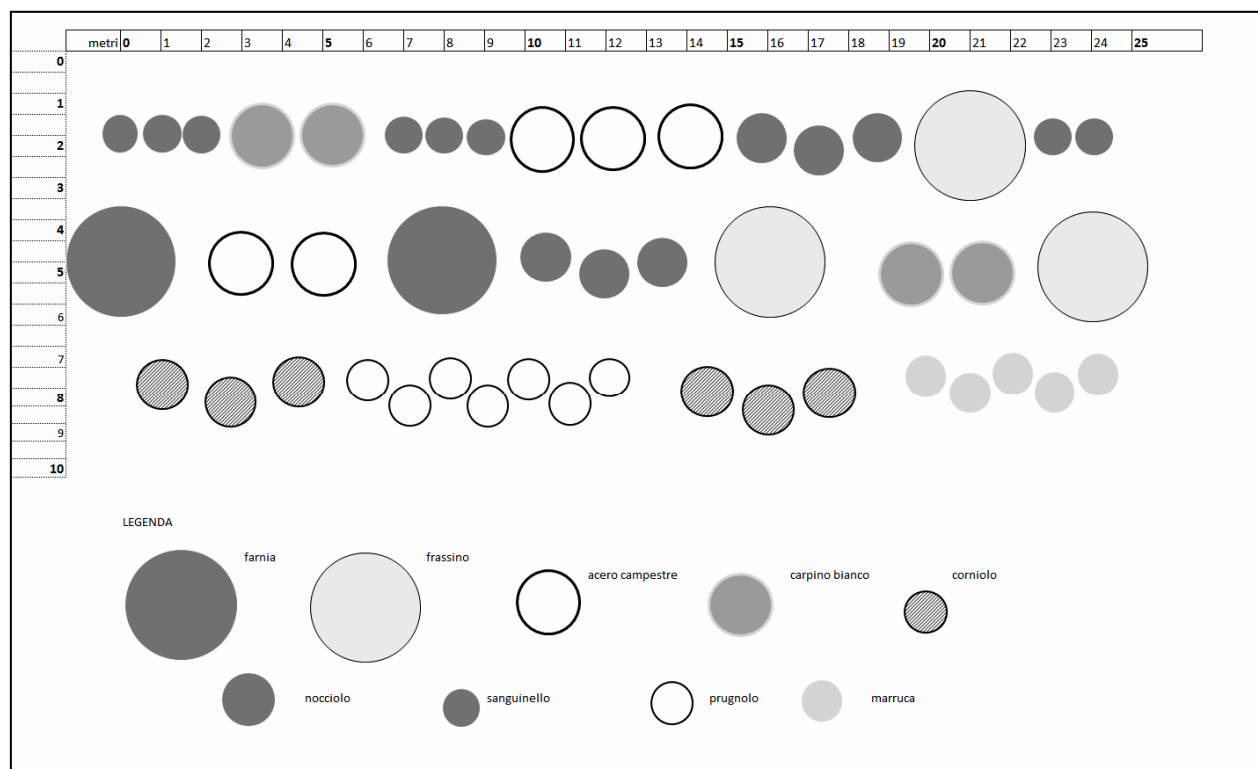 metri 0 1 2 3 4 5 6 7 8 9 10 11 12 13 14 15 16 17 18 19 20 21 22 23 24 25
0
1
2
3
4
5
6
7
8
9
10
LEGENDA
farnia frassino
acero campestre carpino bianco corniolo
nocciolo sanguinello prugnolo marruca